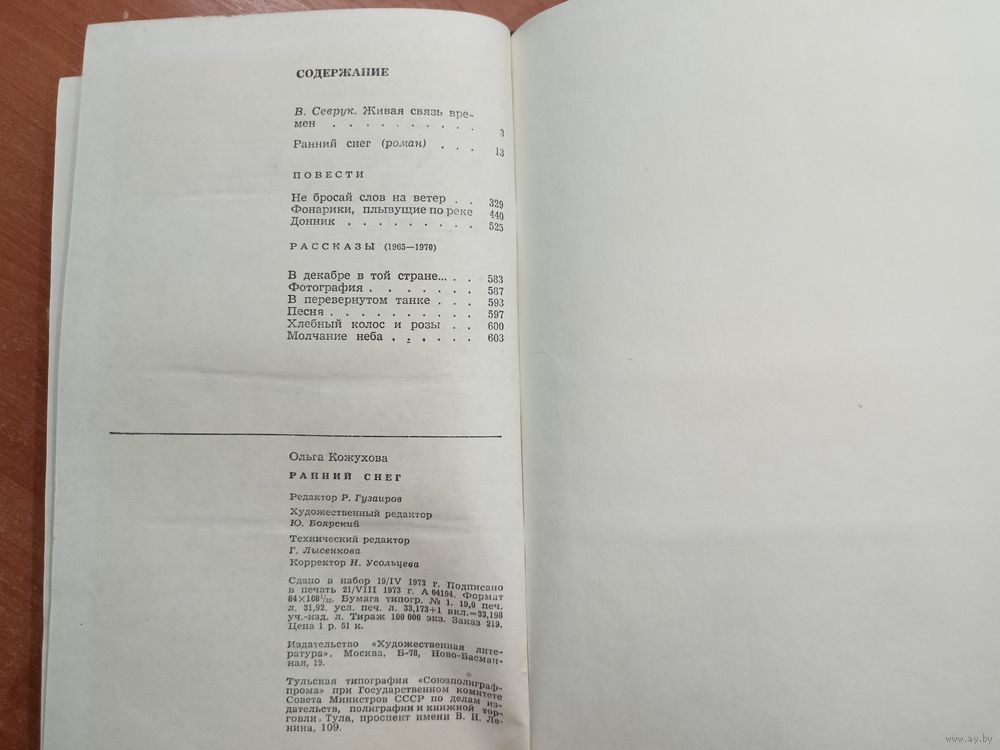 СОДЕРЖАНИЕ
В. Севрук. Живая связь вре-
мен . . . . . . . . . . 3
Ранний снег (роман) . . . 13
ПОВЕСТИ
Не бросай слов на ветер . . 329
Фонарики, плывущие по реке 440
Донник . . . . . . . . . 525
РАССКАЗЫ (1965—1970)
В декабре в той стране... . . 583
Фотография . . . . . . . 587
В перевернутом танке . . . 593
Песня . . . . . . . . . 597
Хлебный колос и розы . . 600
Молчание неба . . . . . . 603
Ольга Кожухова
РАННИЙ СНЕГ
Редактор Р. Гузаиров
Художественный редактор
Ю. Боярский
Технический редактор
Г. Лысенкова
Корректор Н. Усольцева
Сдано в набор 19/IV 1973 г. Подписано
в печать 21/VIII 1973 г. А 04194. Формат
84×108¹/₃₂. Бумага типогр. № 1. 19,0 печ.
л. 31,92. усл. печ. л. 33,173+1 вкл.=33,198
уч.-изд. л. Тираж 100 000 экз. Заказ 219.
Цена 1 р. 51 к.
Издательство «Художественная лите-
ратура», Москва, Б-78, Ново-Басман-
ная, 19.
Тульская типография «Союзполиграф-
прома» при Государственном комитете
Совета Министров СССР по делам из-
дательств, полиграфии и книжной тор-
говли. Тула, проспект имени В. И. Ле-
нина, 109.
www.ay.by